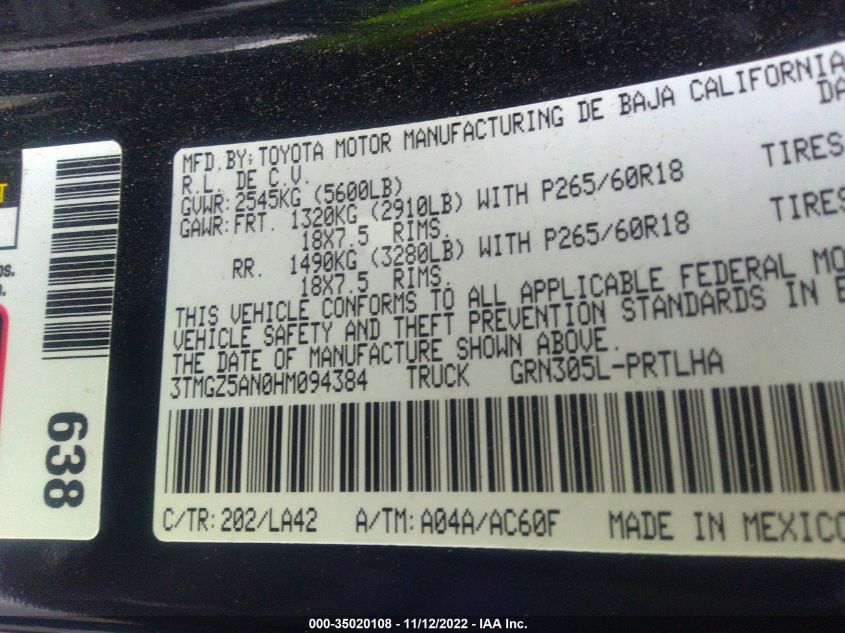 MFD.BY:TOYOTA MOTOR MANUFACTURING DE BAJA CALIFORNIA
R.L. DE C.V.
GVWR:2545KG (5600LB)
GAWR:FRT. 1320KG (2910LB) WITH P265/60R18 TIRES
18X7.5 RIMS.
RR. 1490KG (3280LB) WITH P265/60R18 TIRES
18X7.5 RIMS.
THIS VEHICLE CONFORMS TO ALL APPLICABLE FEDERAL MO
VEHICLE SAFETY AND THEFT PREVENTION STANDARDS IN E
THE DATE OF MANUFACTURE SHOWN ABOVE.
3TMGZ5AN0HM094384 TRUCK GRN305L-PRTLHA
C/TR:202/LA42 A/TM:A04A/AC60F MADE IN MEXICO
638
000-35020108 - 11/12/2022 - IAA Inc.